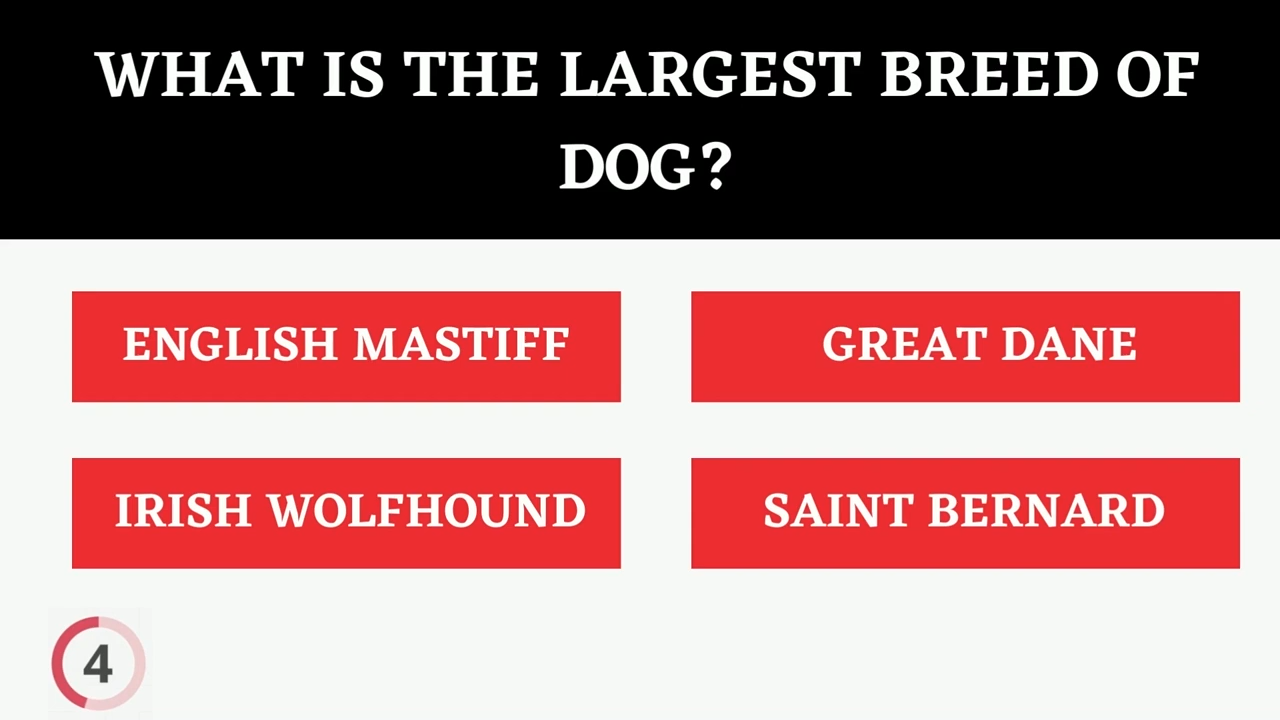 WHAT IS THE LARGEST BREED OF
DOG?
ENGLISH MASTIFF
GREAT DANE
IRISH WOLFHOUND
SAINT BERNARD
4